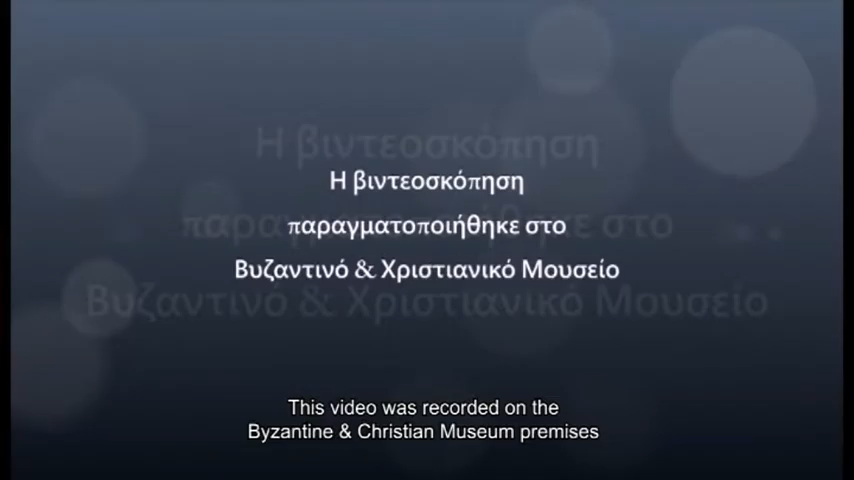 Η βιντεοσκόπηση
παραγματοποιήθηκε στο
Βυζαντινό & Χριστιανικό Μουσείο
This video was recorded on the
Byzantine & Christian Museum premises